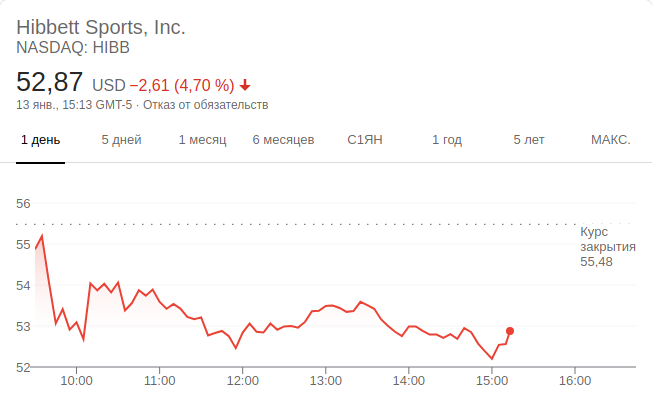 Hibbett Sports, Inc.
NASDAQ: HIBB
52,87 USD −2,61 (4,70 %)
13 янв., 15:13 GMT-5 · Отказ от обязательств
1 день 5 дней 1 месяц 6 месяцев С1ЯН 1 год 5 лет МАКС.
56
Курс
закрытия
55,48
55
54
53
52
10:00 11:00 12:00 13:00 14:00 15:00 16:00